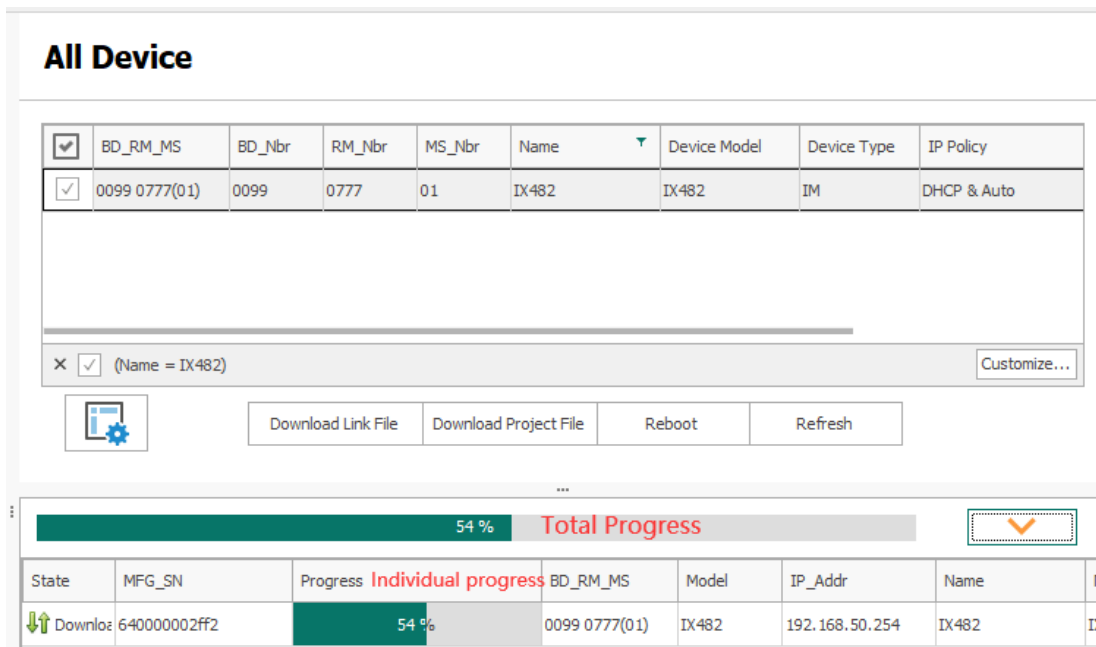 All Device
BD_RM_MS BD_Nbr RM_Nbr MS_Nbr Name Device Model Device Type IP Policy
0099 0777(01) 0099 0777 01 IX482 IX482 IM DHCP & Auto
(Name = IX482) Customize...
Download Link File Download Project File Reboot Refresh
54 % Total Progress
State MFG_SN Progress Individual progress BD_RM_MS Model IP_Addr Name
Downloa 640000002ff2 54 % 0099 0777(01) IX482 192.168.50.254 IX482